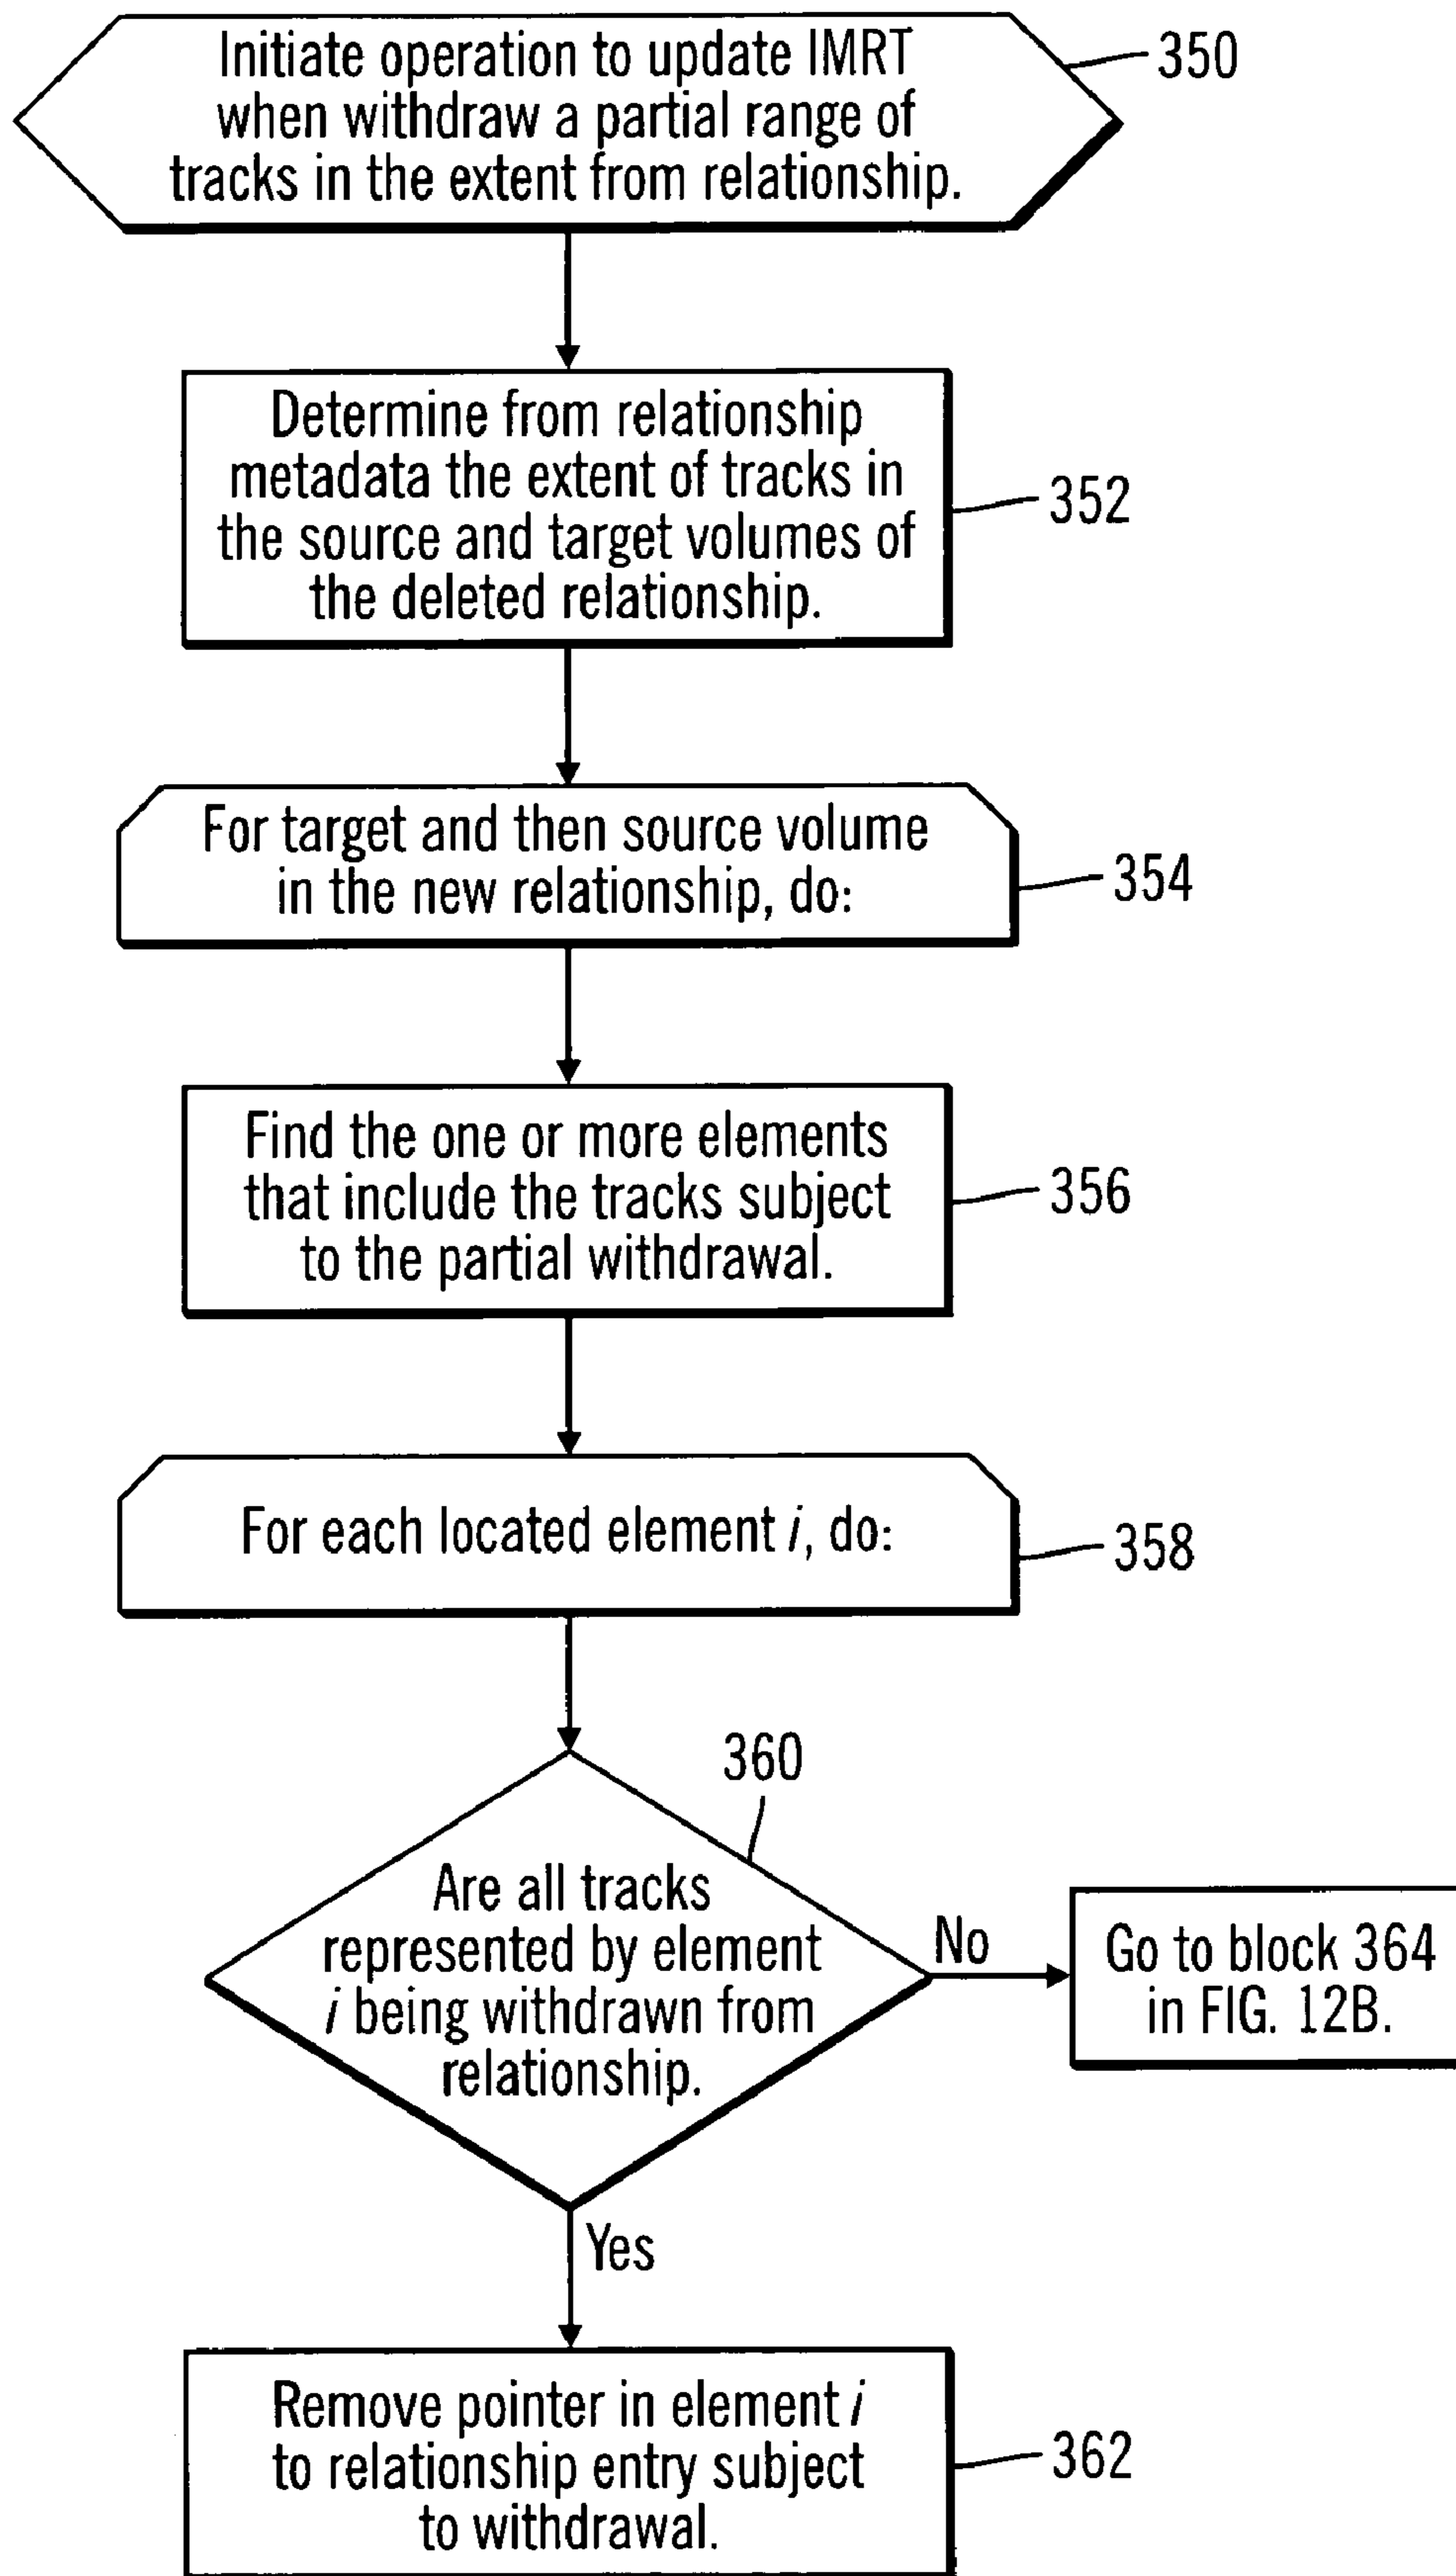 Initiate operation to update IMRT
when withdraw a partial range of
tracks in the extent from relationship.
350
Determine from relationship
metadata the extent of tracks in
the source and target volumes of
the deleted relationship.
352
For target and then source volume
in the new relationship, do:
354
Find the one or more elements
that include the tracks subject
to the partial withdrawal.
356
For each located element i, do:
358
360
Are all tracks
represented by element
i being withdrawn from
relationship.
No
Go to block 364
in FIG. 12B.
Yes
Remove pointer in element i
to relationship entry subject
to withdrawal.
362